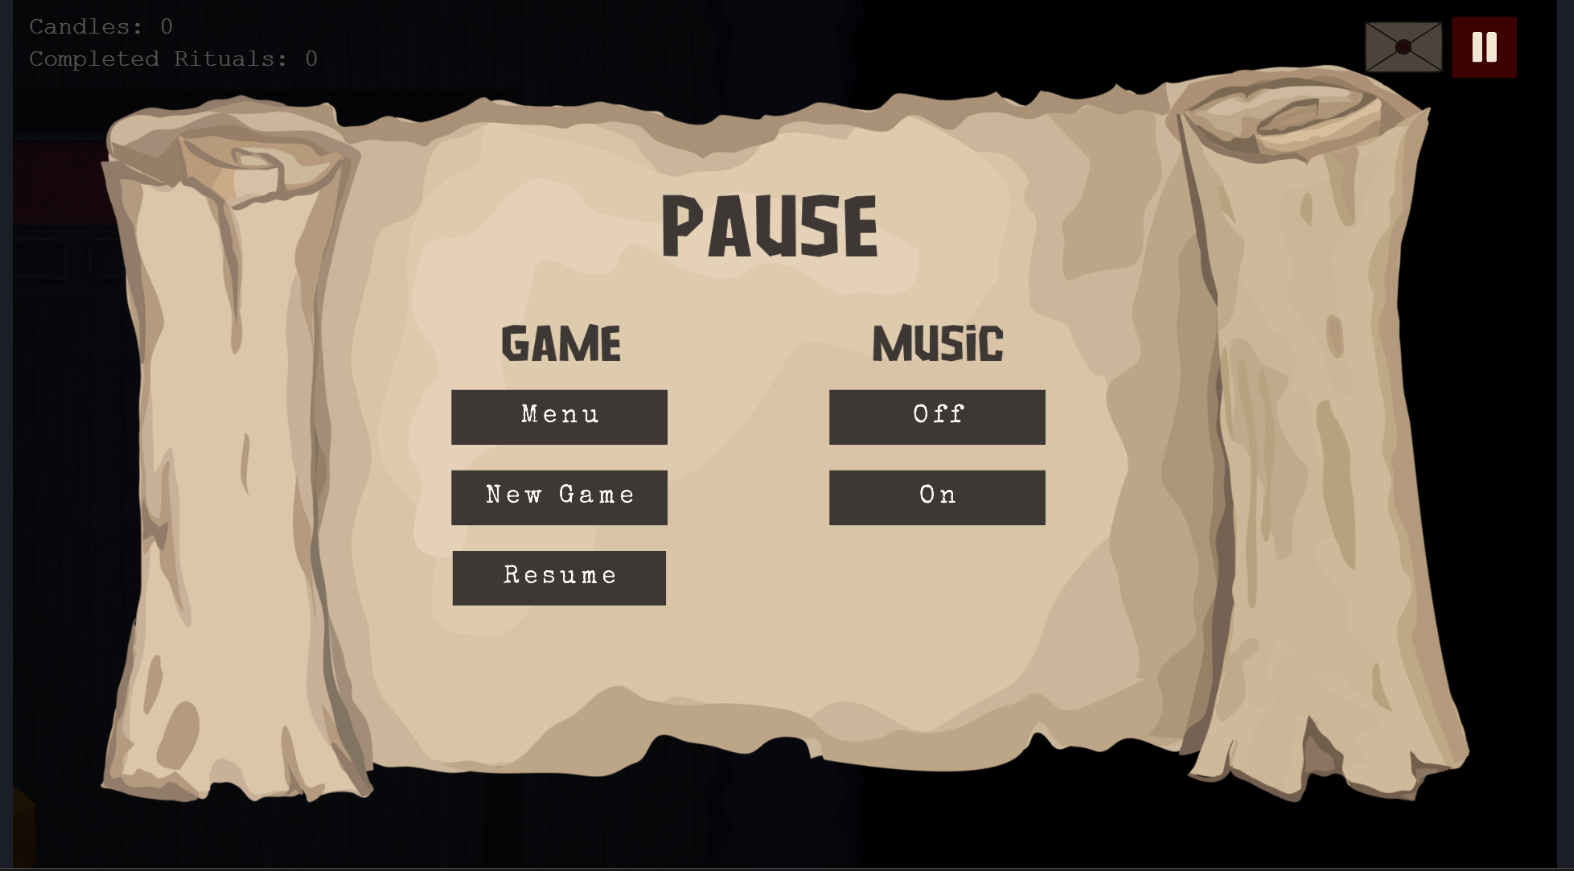 Candles: 0
Completed Rituals: 0
PAUSE
GAME
MUSiC
Menu
Off
New Game
On
Resume